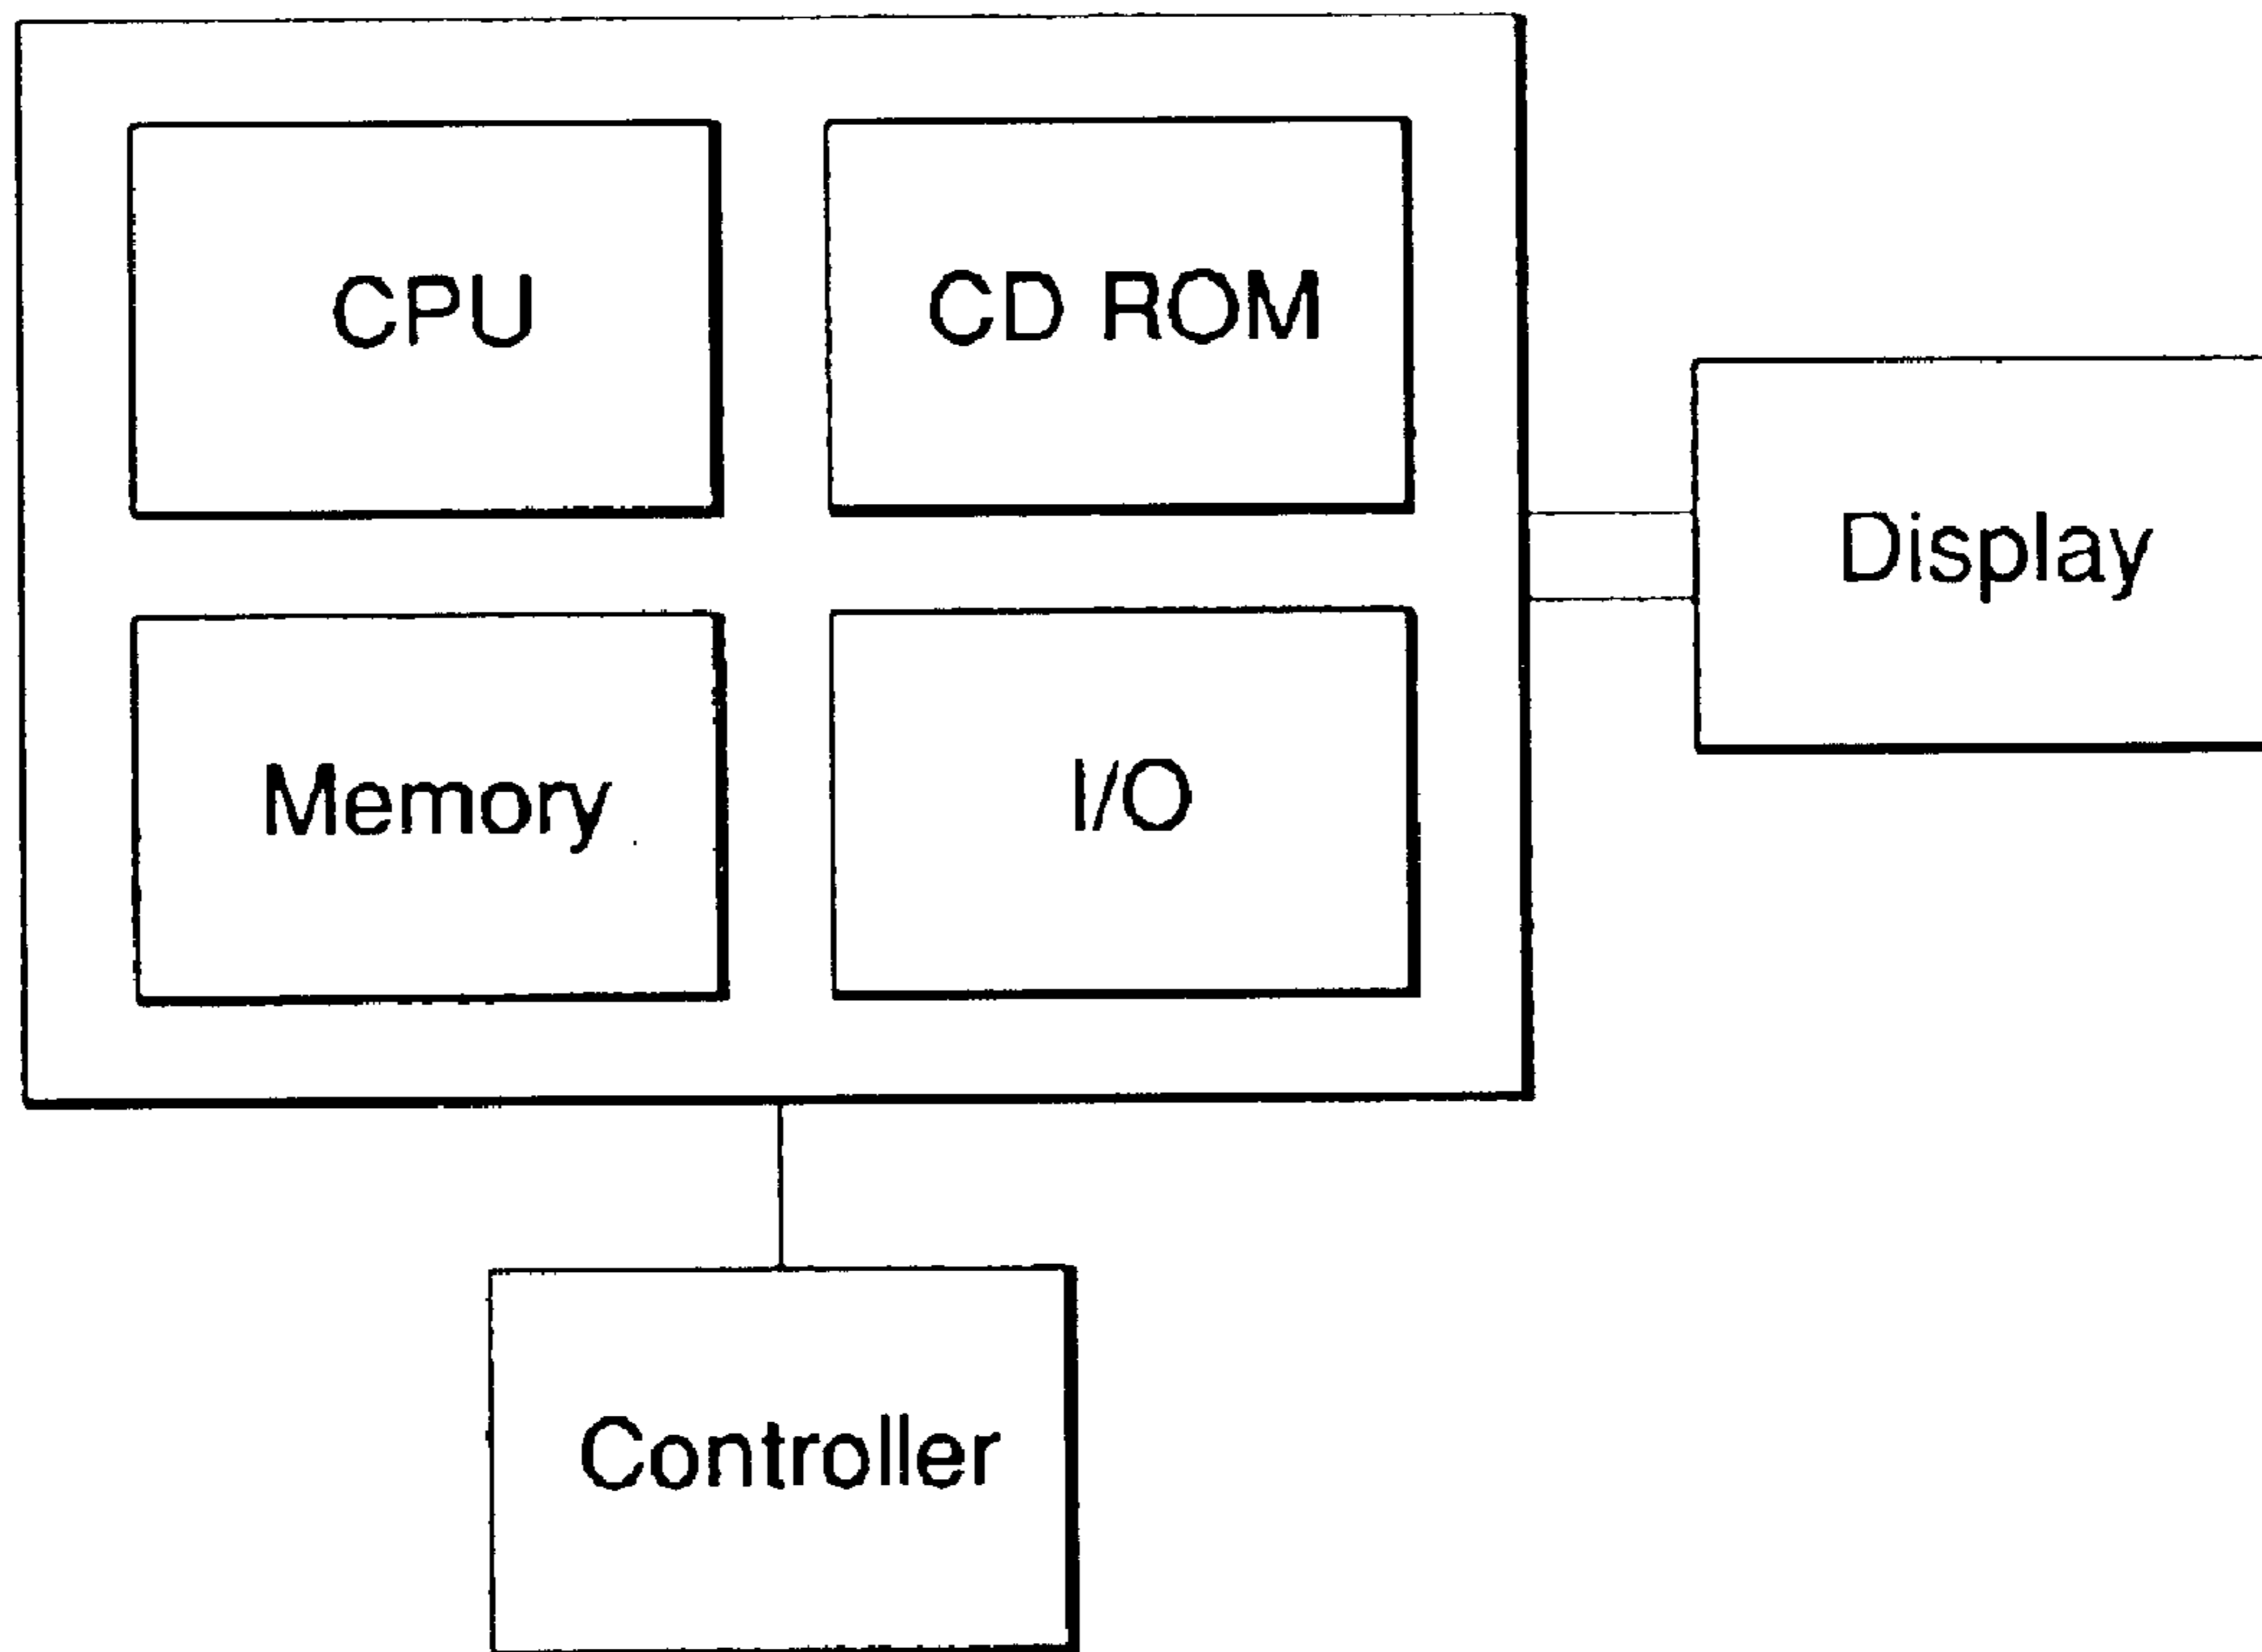 CPU
CD ROM
Display
Memory
I/O
Controller